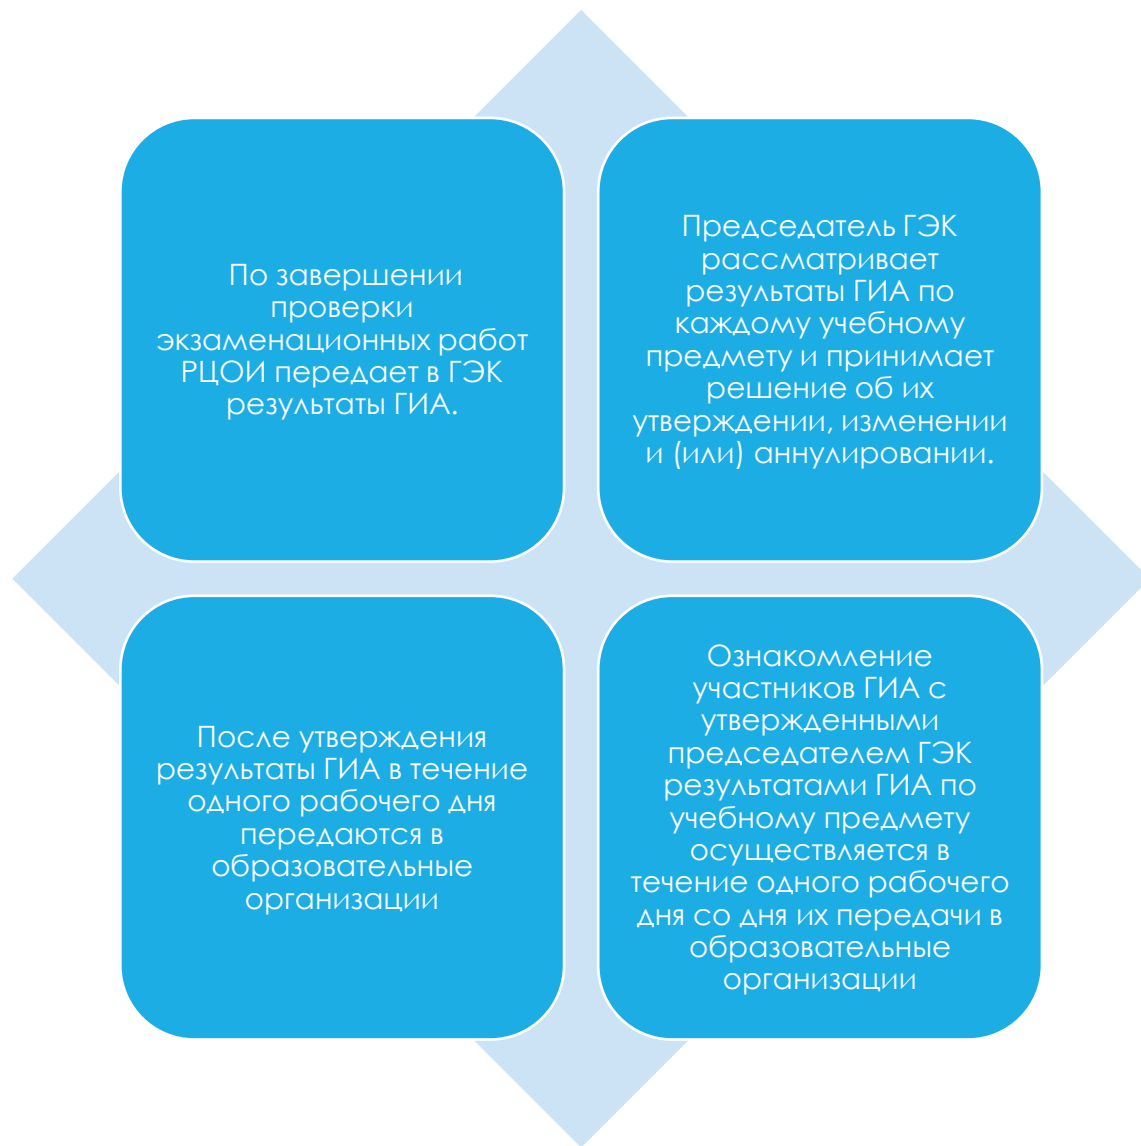 По завершении
проверки
экзаменационных работ
РЦОИ передает в ГЭК
результаты ГИА.
Председатель ГЭК
рассматривает
результаты ГИА по
каждому учебному
предмету и принимает
решение об их
утверждении, изменении
и (или) аннулировании.
После утверждения
результаты ГИА в течение
одного рабочего дня
передаются в
образовательные
организации
Ознакомление
участников ГИА с
утвержденными
председателем ГЭК
результатами ГИА по
учебному предмету
осуществляется в
течение одного рабочего
дня со дня их передачи в
образовательные
организации